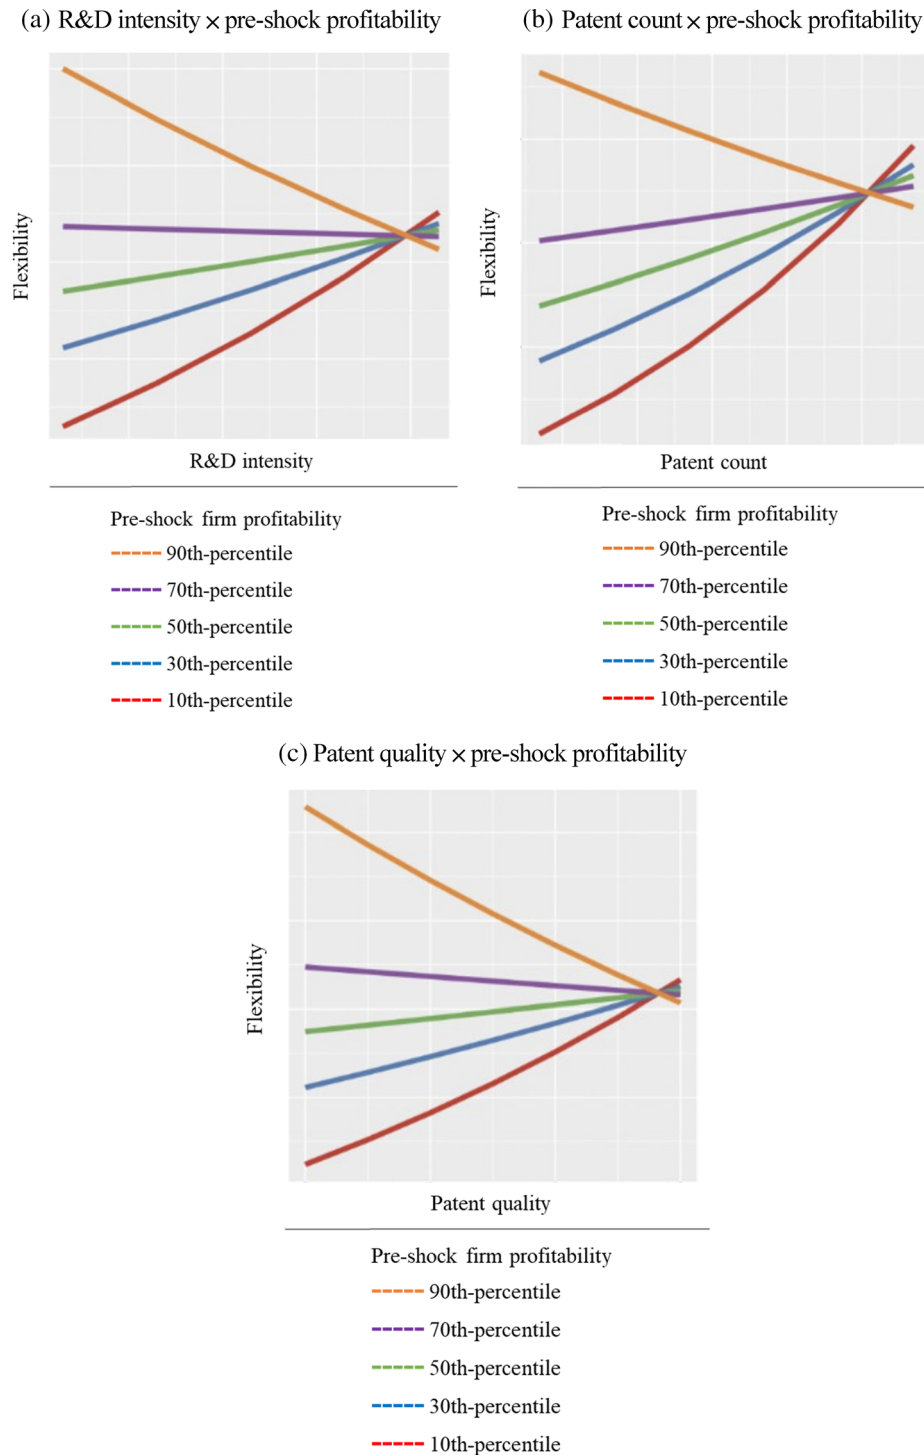 (a) R&D intensity × pre-shock profitability
(b) Patent count × pre-shock profitability
Flexibility
R&D intensity
Pre-shock firm profitability
90th-percentile
70th-percentile
50th-percentile
30th-percentile
10th-percentile
Flexibility
Patent count
Pre-shock firm profitability
90th-percentile
70th-percentile
50th-percentile
30th-percentile
10th-percentile
(c) Patent quality × pre-shock profitability
Flexibility
Patent quality
Pre-shock firm profitability
90th-percentile
70th-percentile
50th-percentile
30th-percentile
10th-percentile